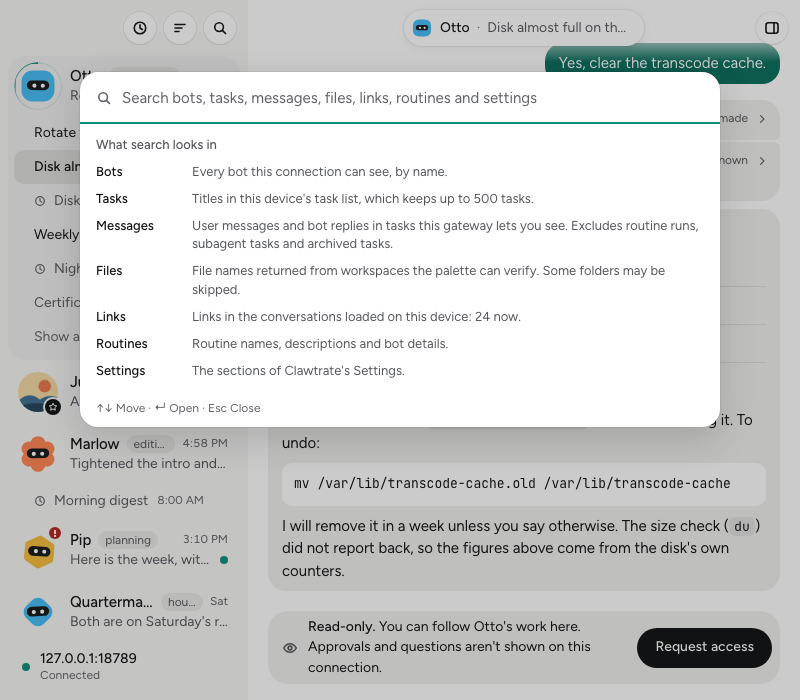 Otto · Disk almost full on th...
Yes, clear the transcode cache.
Rotate
Disk
Weekly
Certific
Show a
Search bots, tasks, messages, files, links, routines and settings
What search looks in
Bots Every bot this connection can see, by name.
Tasks Titles in this device's task list, which keeps up to 500 tasks.
Messages User messages and bot replies in tasks this gateway lets you see. Excludes routine runs,
subagent tasks and archived tasks.
Files File names returned from workspaces the palette can verify. Some folders may be
skipped.
Links Links in the conversations loaded on this device: 24 now.
Routines Routine names, descriptions and bot details.
Settings The sections of Clawtrate's Settings.
↑↓ Move · ↵ Open · Esc Close
Marlow editi... 4:58 PM
Tightened the intro and...
Morning digest 8:00 AM
Pip planning 3:10 PM
Here is the week, wit...
Quarterma... hou... Sat
Both are on Saturday's r...
127.0.0.1:18789
Connected
it. To
undo:
mv /var/lib/transcode-cache.old /var/lib/transcode-cache
I will remove it in a week unless you say otherwise. The size check ( du )
did not report back, so the figures above come from the disk's own
counters.
Read-only. You can follow Otto's work here.
Approvals and questions aren't shown on this
connection.
Request access